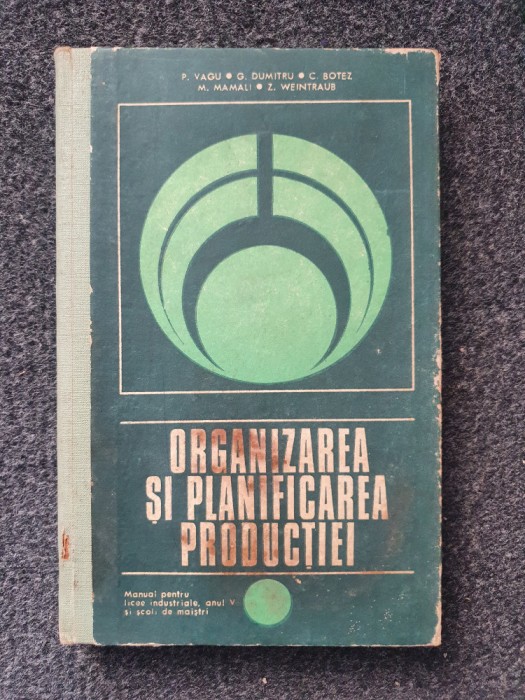 P. VAGU ● G. DUMITRU ● C. BOTEZ
M. MAMALI ● Z. WEINTRAUB
ORGANIZAREA
ȘI PLANIFICAREA
PRODUCȚIEI
Manual pentru
licee industriale, anul V
și școli de maiștri